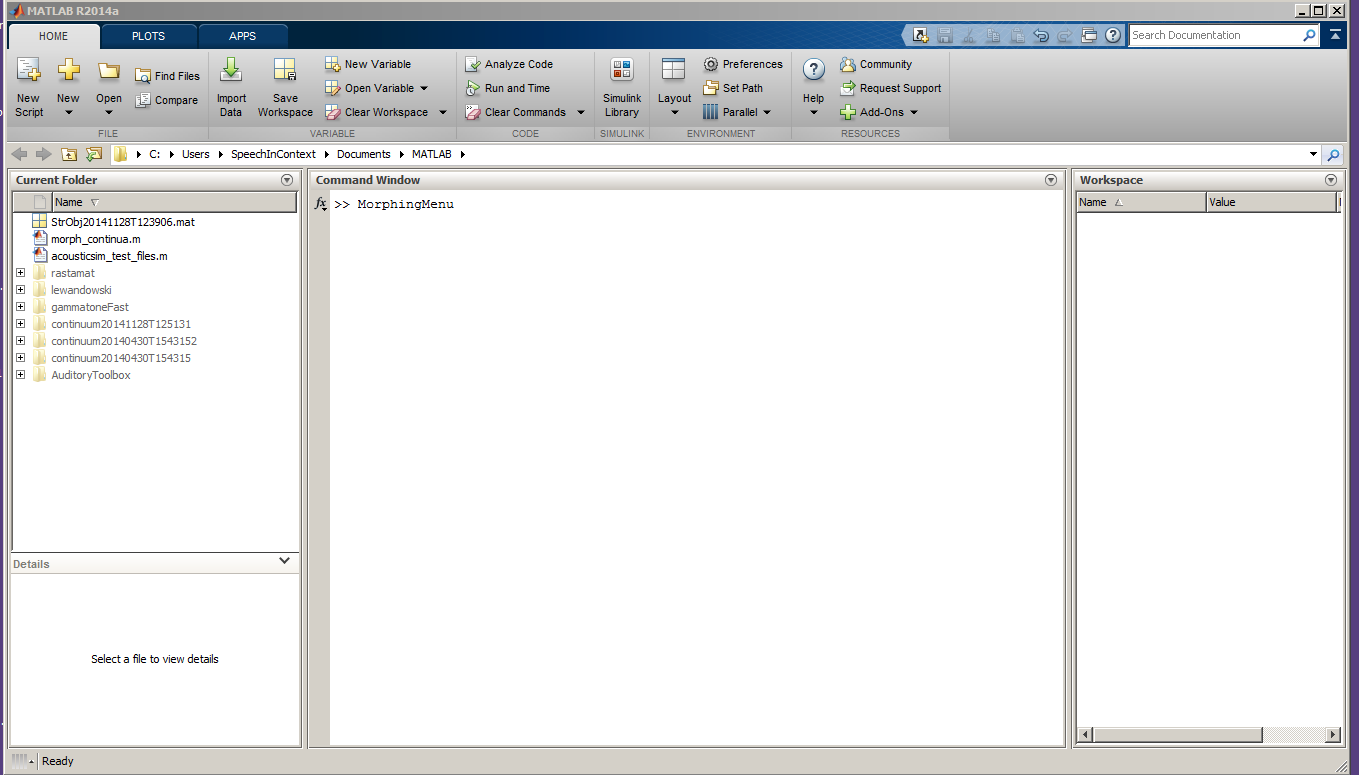 MATLAB R2014a
HOME PLOTS APPS
Search Documentation
New Script
New
Open
Find Files
Compare
FILE
Import Data
Save Workspace
New Variable
Open Variable
Clear Workspace
VARIABLE
Analyze Code
Run and Time
Clear Commands
CODE
Simulink Library
SIMULINK
Layout
Preferences
Set Path
Parallel
ENVIRONMENT
Help
Community
Request Support
Add-Ons
RESOURCES
C: Users SpeechInContext Documents MATLAB
Current Folder
Name
StrObj20141128T123906.mat
morph_continua.m
acousticsim_test_files.m
rastamat
lewandowski
gammatoneFast
continuum20141128T125131
continuum20140430T1543152
continuum20140430T154315
AuditoryToolbox
Details
Select a file to view details
Command Window
fx >> MorphingMenu
Workspace
Name Value
Ready